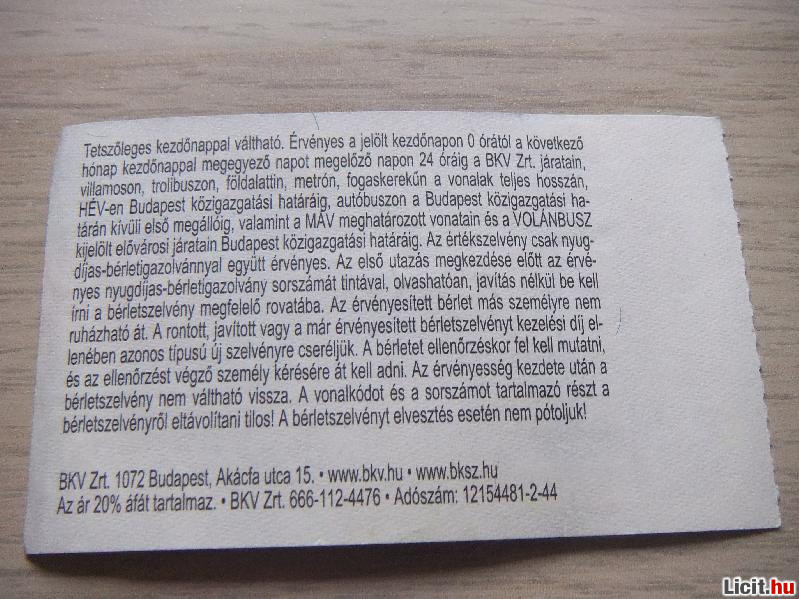 Tetszőleges kezdőnappal váltható. Érvényes a jelölt kezdőnapon 0 órától a következő
hónap kezdőnappal megegyező napot megelőző napon 24 óráig a BKV Zrt. járatain,
villamoson, trolibuszon, földalattin, metrón, fogaskerekűn a vonalak teljes hosszán,
HÉV-en Budapest közigazgatási határáig, autóbuszon a Budapest közigazgatási ha-
tárán kívüli első megállóig, valamint a MÁV meghatározott vonatain és a VOLÁNBUSZ
kijelölt elővárosi járatain Budapest közigazgatási határáig. Az értékszelvény csak nyug-
díjas-bérletigazolvánnyal együtt érvényes. Az első utazás megkezdése előtt az érvé-
nyes nyugdíjas-bérletigazolvány sorszámát tintával, olvashatóan, javítás nélkül be kell
írni a bérletszelvény megfelelő rovatába. Az érvényesített bérlet más személyre nem
ruházható át. A rontott, javított vagy a már érvényesített bérletszelvényt kezelési díj el-
lenében azonos típusú új szelvényre cseréljük. A bérletet ellenőrzéskor fel kell mutatni,
és az ellenőrzést végző személy kérésére át kell adni. Az érvényesség kezdete után a
bérletszelvény nem váltható vissza. A vonalkódot és a sorszámot tartalmazó részt a
bérletszelvényről eltávolítani tilos! A bérletszelvényt elvesztés esetén nem pótoljuk!
BKV Zrt. 1072 Budapest, Akácfa utca 15. • www.bkv.hu • www.bksz.hu
Az ár 20% áfát tartalmaz. • BKV Zrt. 666-112-4476 • Adószám: 12154481-2-44
Licit.hu